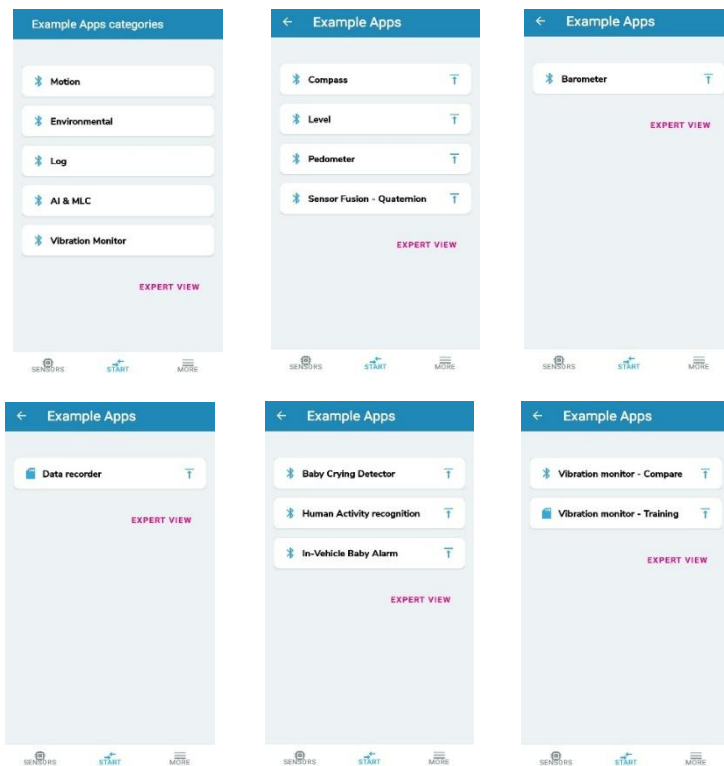 Example Apps categories
Motion
Environmental
Log
AI & MLC
Vibration Monitor
EXPERT VIEW
SENSORS START MORE
Example Apps
Compass
Level
Pedometer
Sensor Fusion - Quaternion
EXPERT VIEW
SENSORS START MORE
Example Apps
Barometer
EXPERT VIEW
SENSORS START MORE
Example Apps
Data recorder
EXPERT VIEW
SENSORS START MORE
Example Apps
Baby Crying Detector
Human Activity recognition
In-Vehicle Baby Alarm
EXPERT VIEW
SENSORS START MORE
Example Apps
Vibration monitor - Compare
Vibration monitor - Training
EXPERT VIEW
SENSORS START MORE